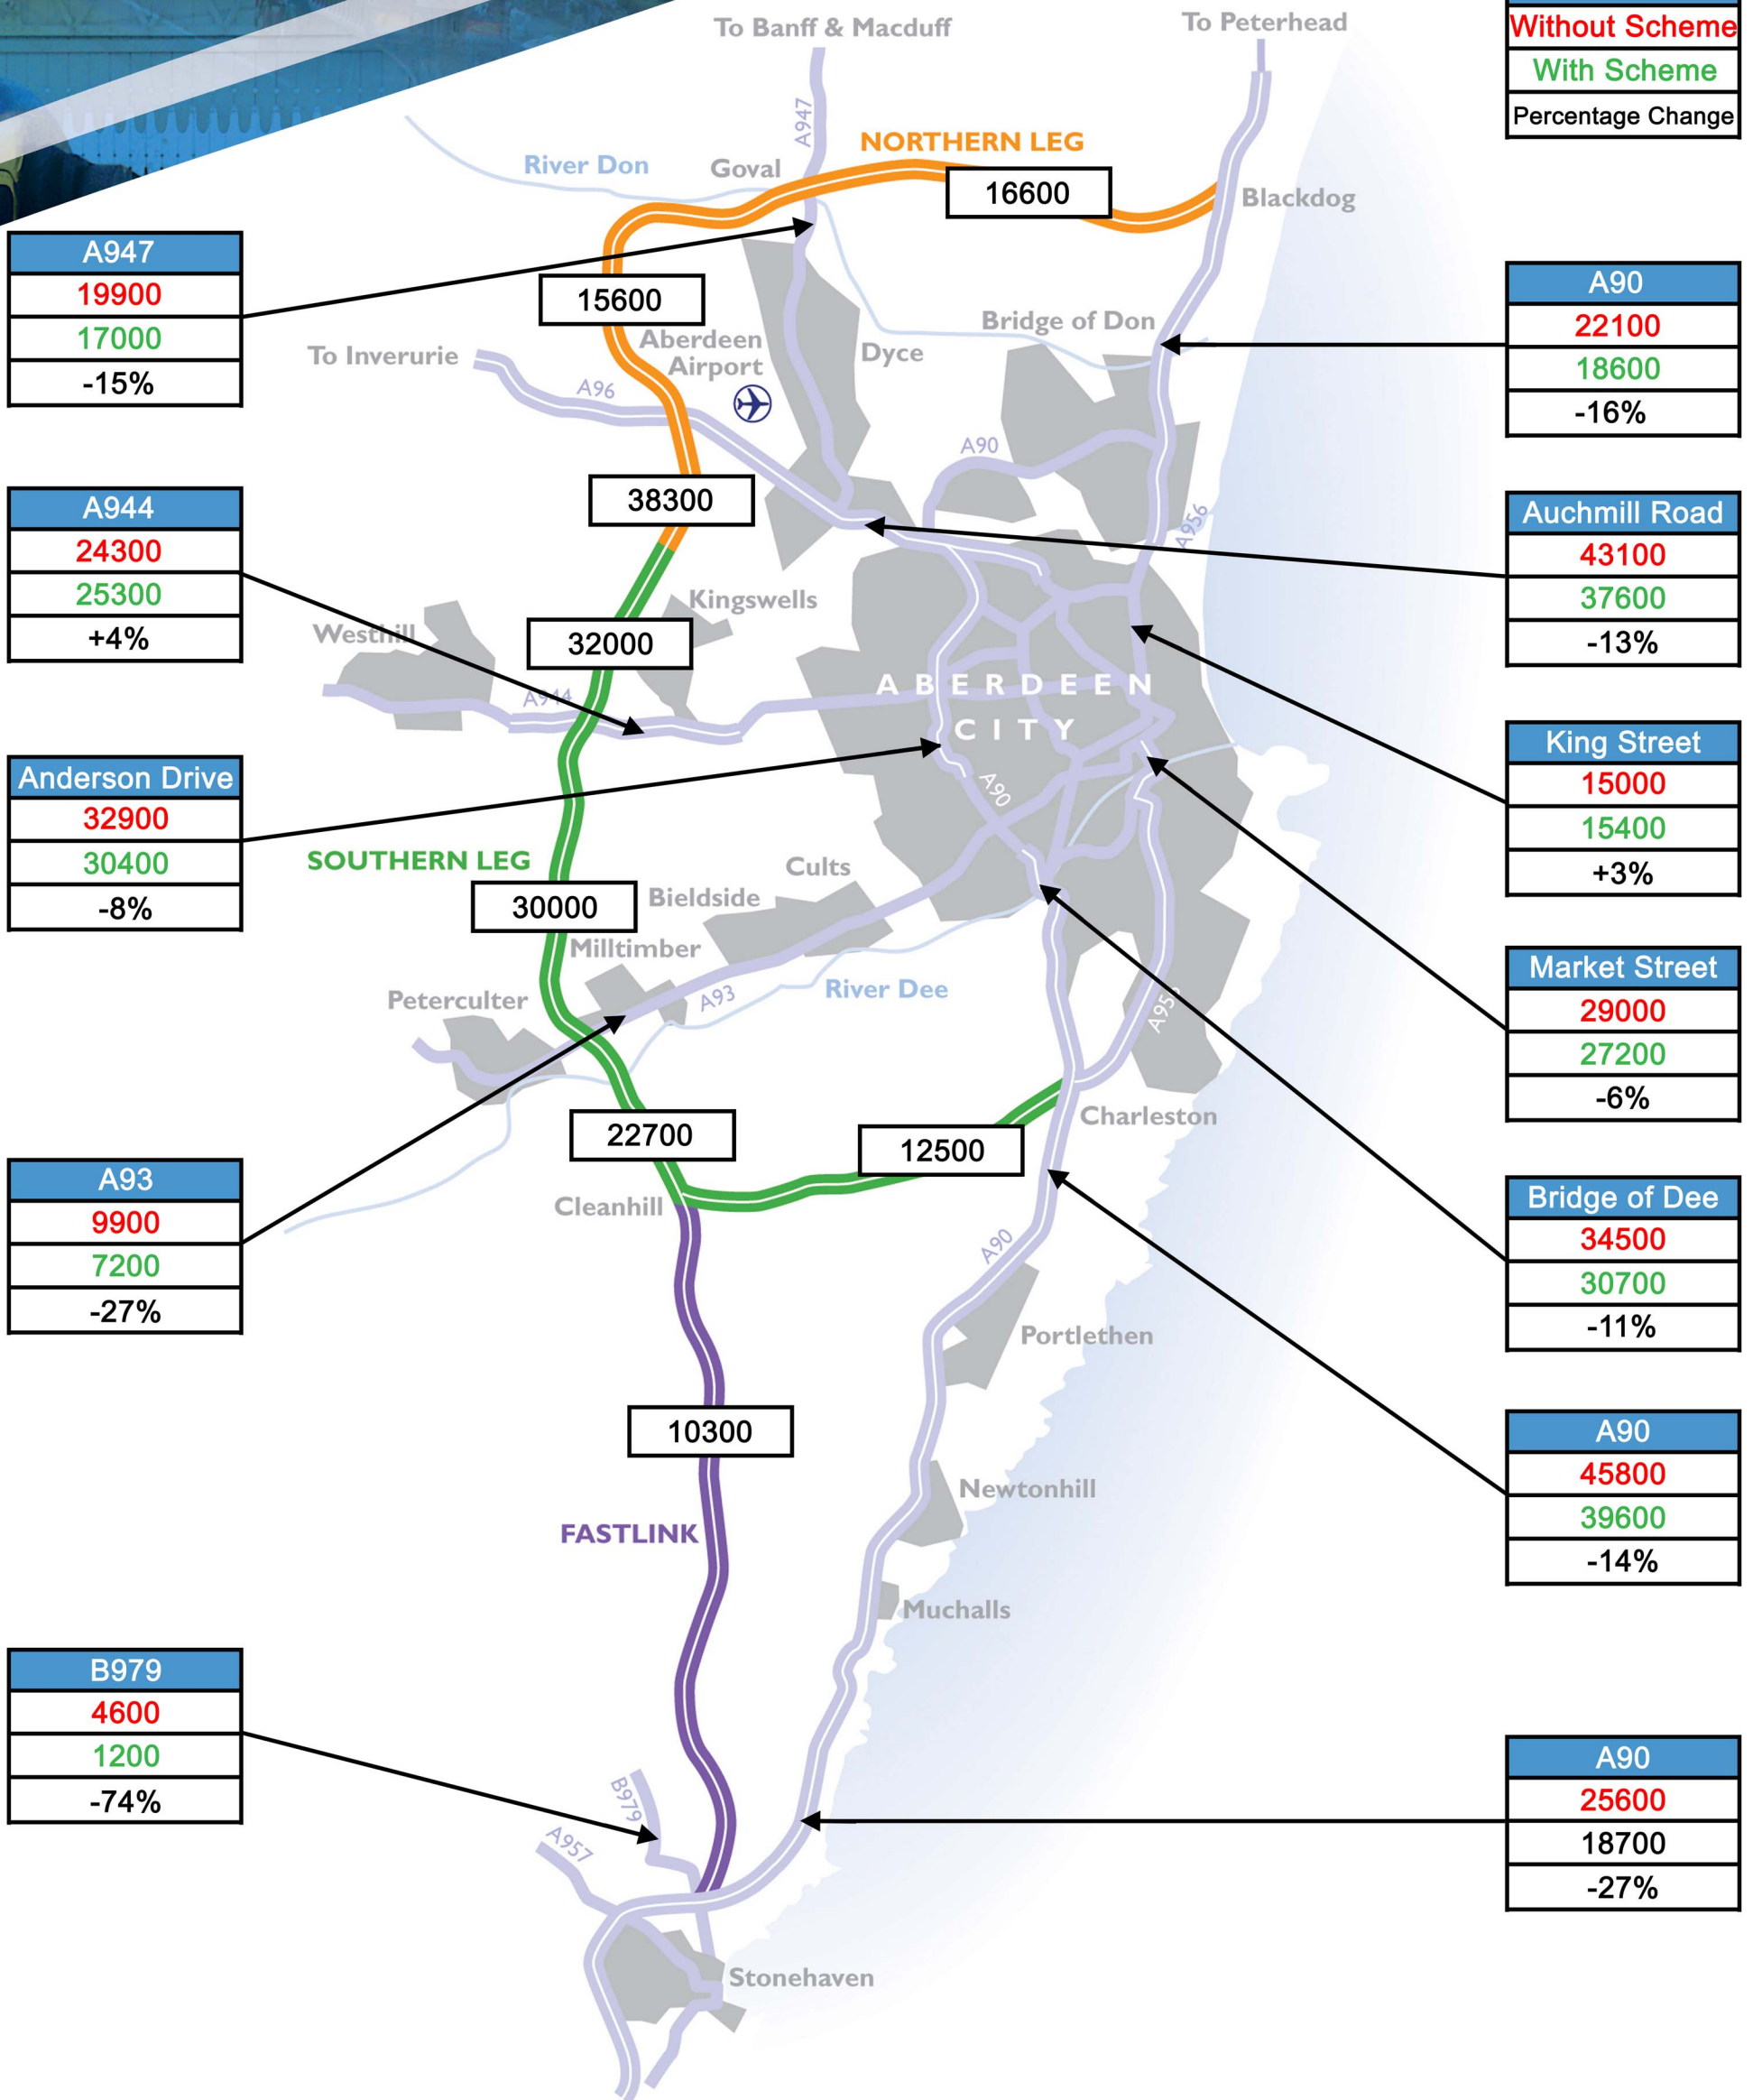 To Banff & Macduff
To Peterhead
Without Scheme
With Scheme
Percentage Change
A947
NORTHERN LEG
River Don
Goval
16600
Blackdog
A947
19900
17000
-15%
15600
A90
22100
18600
-16%
Bridge of Don
To Inverurie
Aberdeen
Airport
Dyce
A96
A90
38300
A944
24300
25300
+4%
A956
Auchmill Road
43100
37600
-13%
Kingswells
Westhill
32000
A944
ABERDEEN
CITY
King Street
15000
15400
+3%
Anderson Drive
32900
30400
-8%
A90
SOUTHERN LEG
Cults
Bieldside
30000
Milltimber
Market Street
29000
27200
-6%
Peterculter
A93
River Dee
A956
22700
12500
Charleston
A93
9900
7200
-27%
Cleanhill
Bridge of Dee
34500
30700
-11%
A90
Portlethen
10300
A90
45800
39600
-14%
Newtonhill
FASTLINK
Muchalls
B979
4600
1200
-74%
B979
A957
A90
25600
18700
-27%
Stonehaven